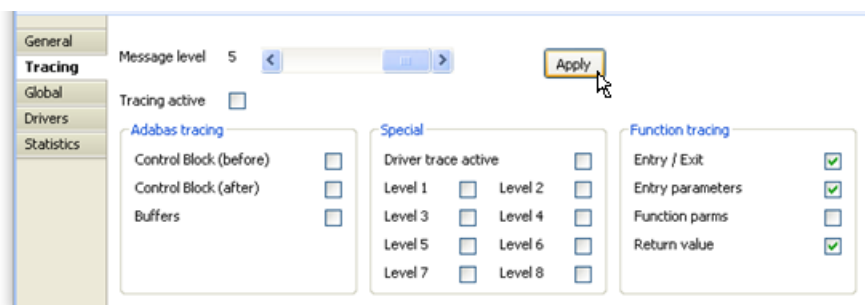 General
Tracing
Global
Drivers
Statistics
Message level 5
Apply
Tracing active
Adabas tracing
Control Block (before)
Control Block (after)
Buffers
Special
Driver trace active
Level 1 Level 2
Level 3 Level 4
Level 5 Level 6
Level 7 Level 8
Function tracing
Entry / Exit
Entry parameters
Function parms
Return value